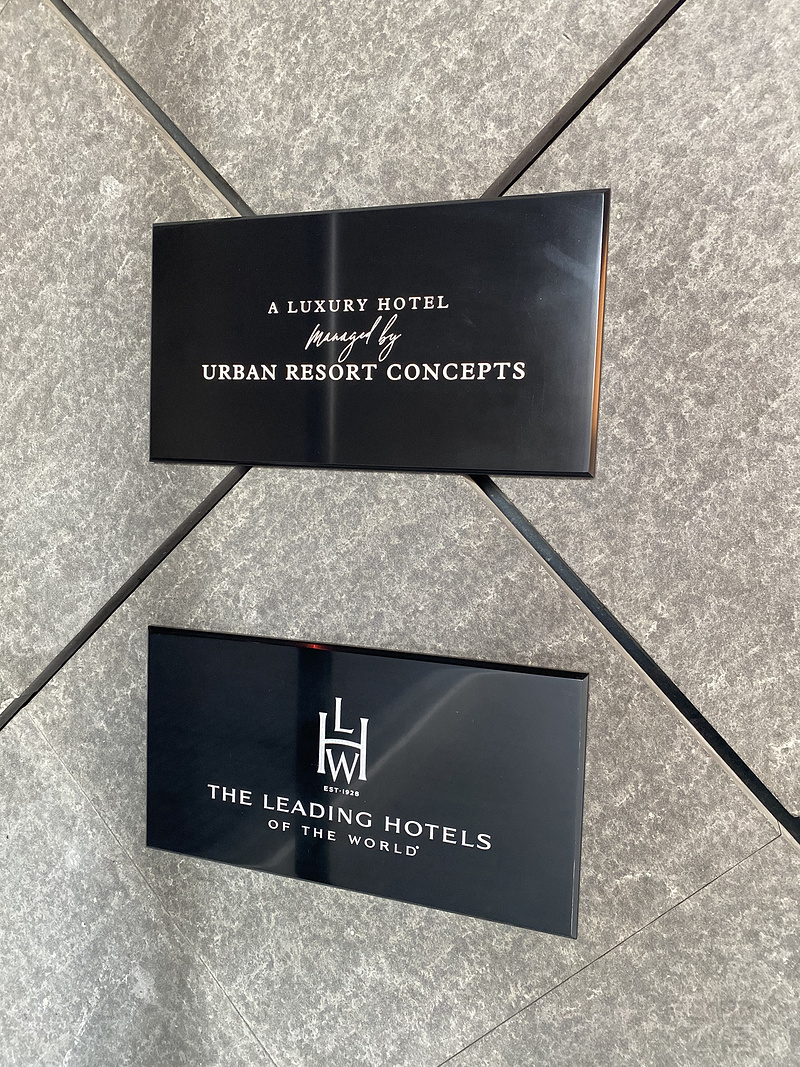 A LUXURY HOTEL
managed by
URBAN RESORT CONCEPTS
LHW
EST·1928
THE LEADING HOTELS
OF THE WORLD®